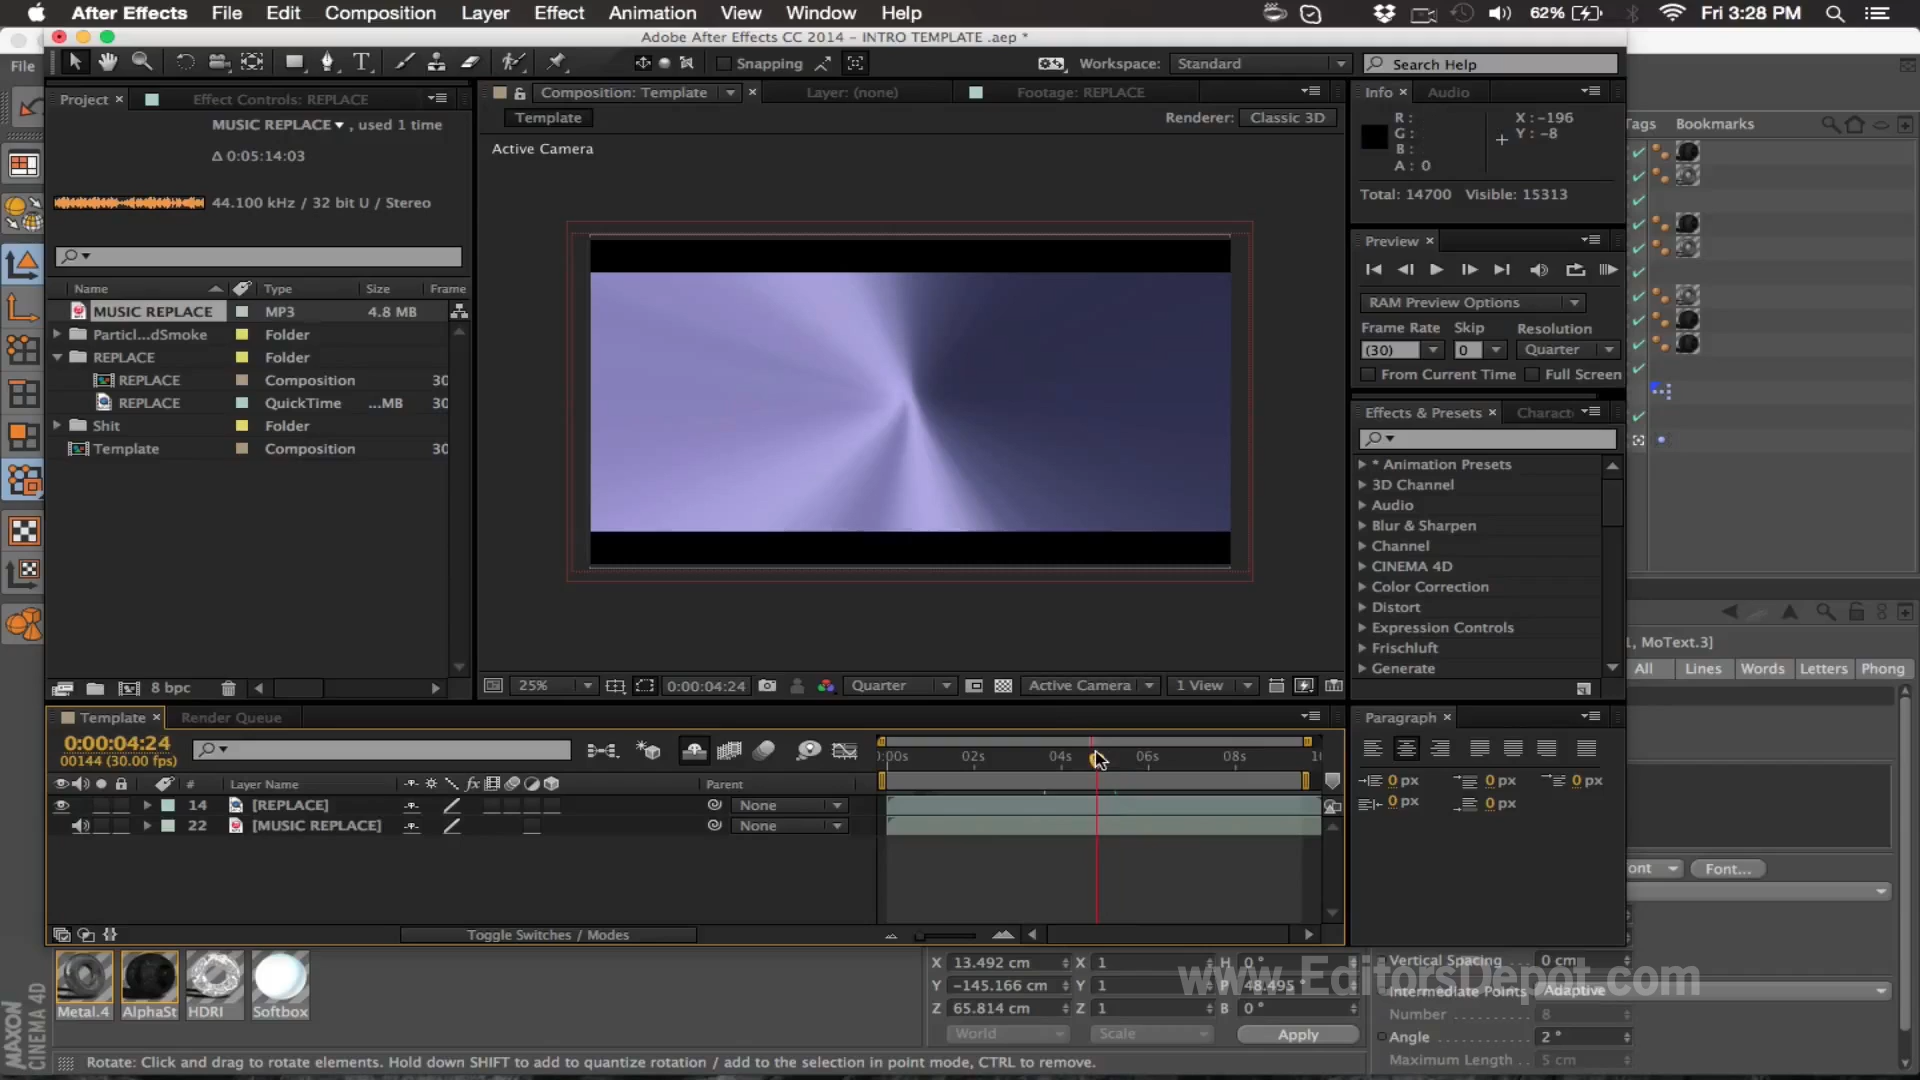 After Effects File Edit Composition Layer Effect Animation View Window Help 62% Fri 3:28 PM
Adobe After Effects CC 2014 - INTRO TEMPLATE .aep *
File Snapping Workspace: Standard Search Help
Project Effect Controls: REPLACE Composition: Template Layer: (none) Footage: REPLACE Info Audio
MUSIC REPLACE , used 1 time
Δ 0:05:14:03
44.100 kHz / 32 bit U / Stereo
Template Renderer: Classic 3D
Active Camera
R :
G :
B :
A : 0
X : -196
Y : -8
Total: 14700 Visible: 15313
Tags Bookmarks
Name # Type Size Frame
MUSIC REPLACE MP3 4.8 MB
Particl...dSmoke Folder
REPLACE Folder
REPLACE Composition 30
REPLACE QuickTime ...MB 30
Shit Folder
Template Composition 30
8 bpc
Preview
RAM Preview Options
Frame Rate Skip Resolution
(30) 0 Quarter
From Current Time Full Screen
Effects & Presets Charact
* Animation Presets
3D Channel
Audio
Blur & Sharpen
Channel
CINEMA 4D
Color Correction
Distort
Expression Controls
Frischluft
Generate
25% 0:00:04:24 Quarter Active Camera 1 View
1, MoText.3]
All Lines Words Letters Phong
Template Render Queue
0:00:04:24
00144 (30.00 fps)
:00s 02s 04s 06s 08s 10
# Layer Name fx Parent
14 [REPLACE] None
22 [MUSIC REPLACE] None
Toggle Switches / Modes
Paragraph
0 px 0 px 0 px
0 px 0 px
ont Font...
Metal.4 AlphaSt HDRI Softbox
MAXON
CINEMA 4D
X 13.492 cm X 1 H 0 °
Y -145.166 cm Y 1 P 48.495 °
Z 65.814 cm Z 1 B 0 °
World Scale Apply
www.EditorsDepot.com
Vertical Spacing 0 cm
Intermediate Points Adaptive
Number 8
Angle 2 °
Maximum Length 5 cm
Rotate: Click and drag to rotate elements. Hold down SHIFT to add to quantize rotation / add to the selection in point mode, CTRL to remove.